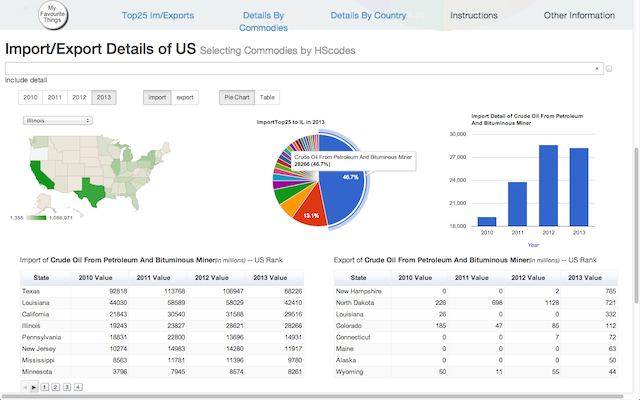 My
Favourite
Things
Top25 Im/Exports
Details By
Commodies
Details By Country
Instructions
Other Information
Import/Export Details of US Selecting Commodies by HScodes
include detail
2010 2011 2012 2013 import export Pie Chart Table
Illinois
1,355 1,088,971
ImportTop25 to IL in 2013
Crude Oil From Petroleum And Bituminous Miner
28266 (46.7%)
46.7%
13.1%
Import Detail of Crude Oil From Petroleum
And Bituminous Miner
30,000
26,000
22,000
18,000
2010 2011 2012 2013
Year
Import of Crude Oil From Petroleum And Bituminous Miner(in millions) -- US Rank
State 2010 Value 2011 Value 2012 Value 2013 Value
Texas 92818 113768 106947 88226
Louisiana 44030 58589 58029 42410
California 21843 30540 31588 29516
Illinois 19243 23827 28621 28266
Pennsylvania 18831 22800 13696 14931
New Jersey 10274 14983 14280 11917
Mississippi 8563 11781 11396 9780
Minnesota 3796 7945 8574 8261
1 2 3 4
Export of Crude Oil From Petroleum And Bituminous Miner(in millions) -- US Rank
State 2010 Value 2011 Value 2012 Value 2013 Value
New Hampshire 0 0 2 765
North Dakota 226 698 1128 721
Louisiana 26 0 0 332
Colorado 185 47 85 112
Connecticut 0 7 72
Maine 0 0 0 63
Alaska 0 0 0 50
Wyoming 50 11 55 44